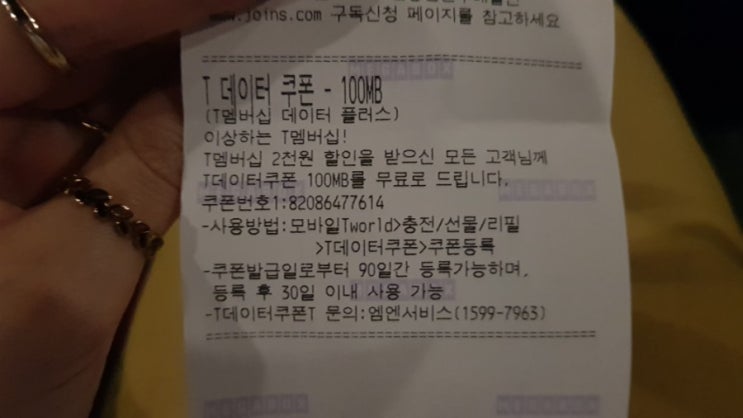 www.joins.com 구독신청 페이지를 참고하세요
T 데이터 쿠폰 - 100MB
(T멤버십 데이터 플러스)
이상하는 T멤버십!
T멤버십 2천원 할인을 받으신 모든 고객님께
T데이터쿠폰 100MB를 무료로 드립니다.
쿠폰번호1:82086477614
-사용방법:모바일Tworld>충전/선물/리필
>T데이터쿠폰>쿠폰등록
-쿠폰발급일로부터 90일간 등록가능하며,
등록 후 30일 이내 사용 가능
-T데이터쿠폰T 문의:엠엔서비스(1599-7963)
MEGABOX
MEGABOX
MEGABOX
MEGABOX
MEGABOX